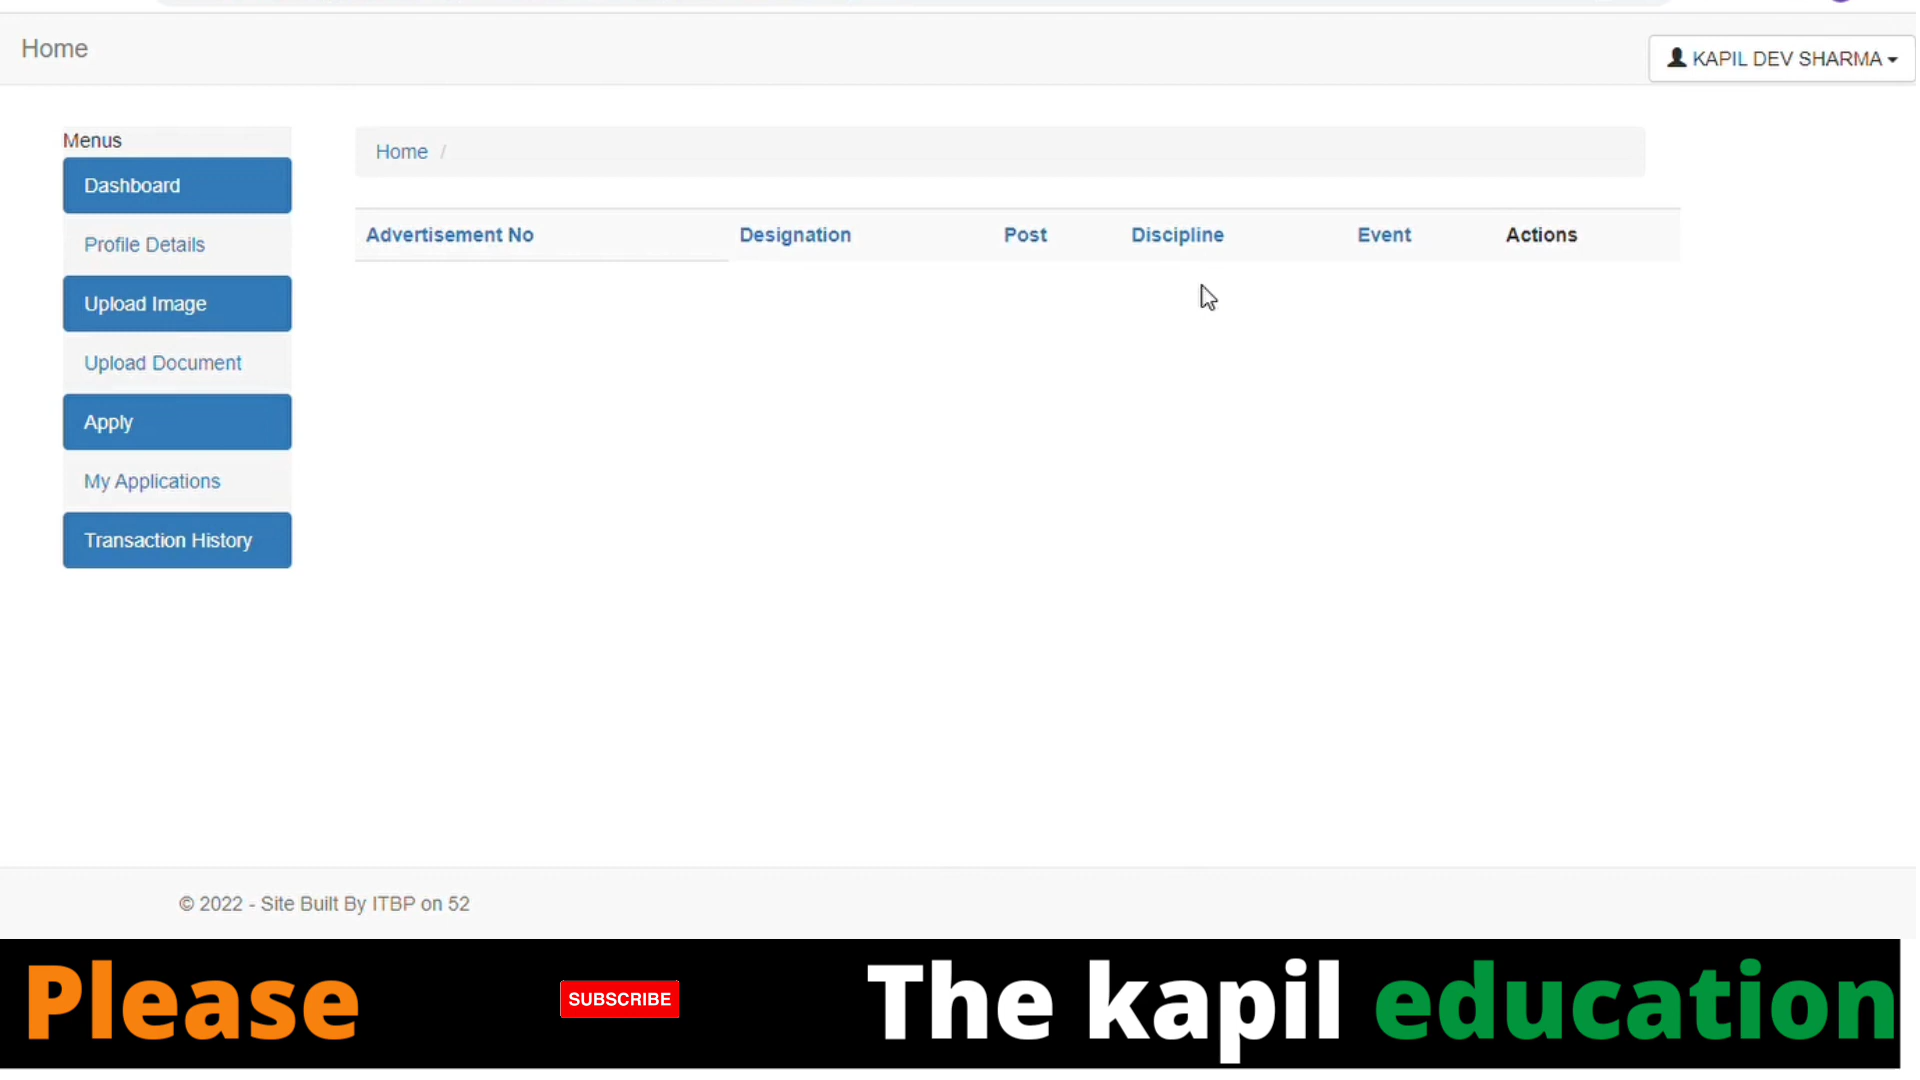 Home
KAPIL DEV SHARMA
Menus
Dashboard
Profile Details
Upload Image
Upload Document
Apply
My Applications
Transaction History
Home /
Advertisement No Designation Post Discipline Event Actions
© 2022 - Site Built By ITBP on 52
Please SUBSCRIBE The kapil education